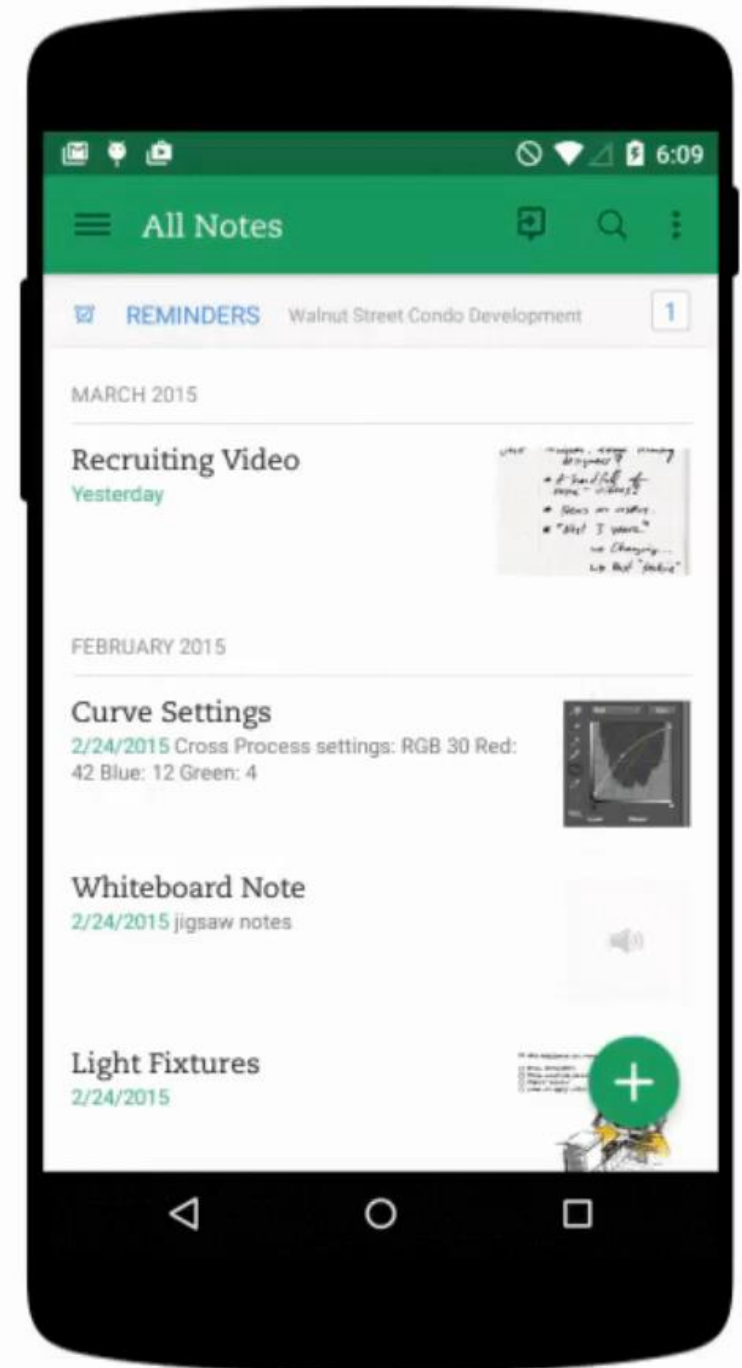 6:09
All Notes
REMINDERS Walnut Street Condo Development 1
MARCH 2015
Recruiting Video
Yesterday
FEBRUARY 2015
Curve Settings
2/24/2015 Cross Process settings: RGB 30 Red:
42 Blue: 12 Green: 4
Whiteboard Note
2/24/2015 jigsaw notes
Light Fixtures
2/24/2015